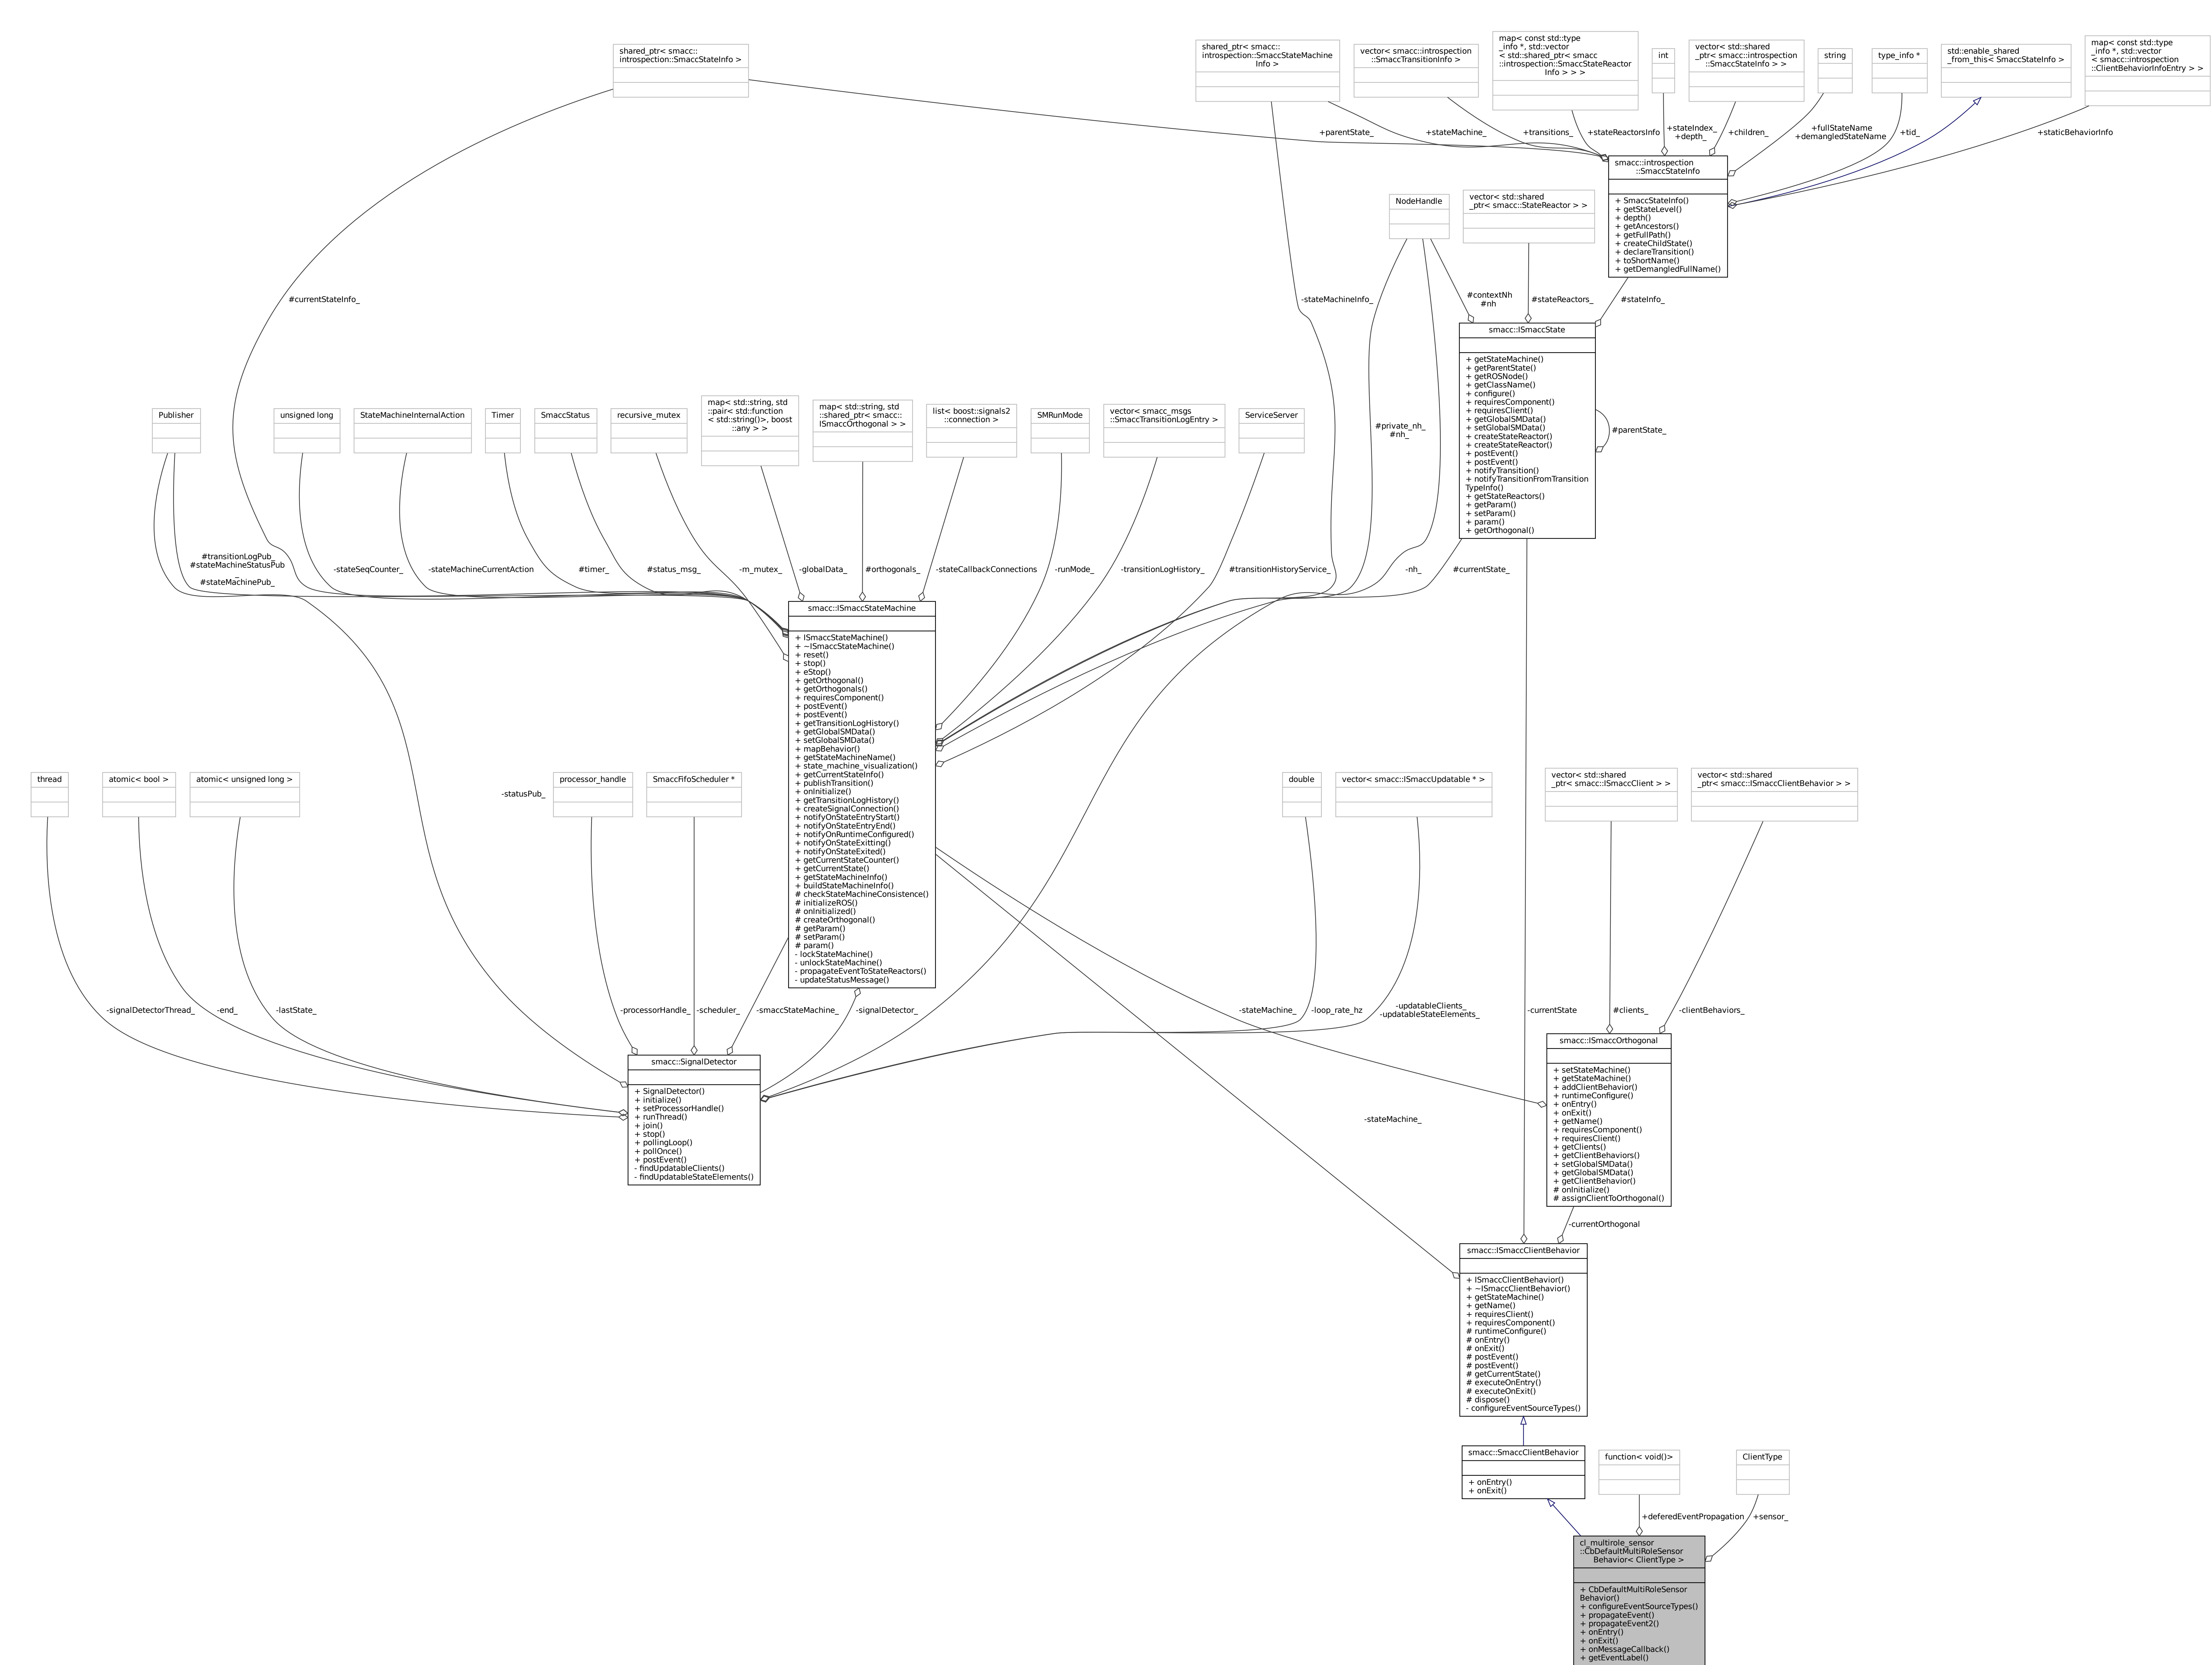 shared_ptr< smacc::
introspection::SmaccStateInfo >
shared_ptr< smacc::
introspection::SmaccStateMachine
Info >
vector< smacc::introspection
::SmaccTransitionInfo >
map< const std::type
_info *, std::vector
< std::shared_ptr< smacc
::introspection::SmaccStateReactor
Info > > >
int
vector< std::shared
_ptr< smacc::introspection
::SmaccStateInfo > >
string
type_info *
std::enable_shared
_from_this< SmaccStateInfo >
map< const std::type
_info *, std::vector
< smacc::introspection
::ClientBehaviorInfoEntry > >
+parentState_
+stateMachine_
+transitions_
+stateReactorsInfo
+stateIndex_
+depth_
+children_
+fullStateName
+demangledStateName
+tid_
+staticBehaviorInfo
smacc::introspection
::SmaccStateInfo
+ SmaccStateInfo()
+ getStateLevel()
+ depth()
+ getAncestors()
+ getFullPath()
+ createChildState()
+ declareTransition()
+ toShortName()
+ getDemangledFullName()
NodeHandle
vector< std::shared
_ptr< smacc::StateReactor > >
#currentStateInfo_
-stateMachineInfo_
#contextNh
#nh
#stateReactors_
#stateInfo_
smacc::ISmaccState
+ getStateMachine()
+ getParentState()
+ getROSNode()
+ getClassName()
+ configure()
+ requiresComponent()
+ requiresClient()
+ getGlobalSMData()
+ setGlobalSMData()
+ createStateReactor()
+ createStateReactor()
+ postEvent()
+ postEvent()
+ notifyTransition()
+ notifyTransitionFromTransition
TypeInfo()
+ getStateReactors()
+ getParam()
+ setParam()
+ param()
+ getOrthogonal()
#parentState_
Publisher
unsigned long
StateMachineInternalAction
Timer
SmaccStatus
recursive_mutex
map< std::string, std
::pair< std::function
< std::string()>, boost
::any > >
map< std::string, std
::shared_ptr< smacc::
ISmaccOrthogonal > >
list< boost::signals2
::connection >
SMRunMode
vector< smacc_msgs
::SmaccTransitionLogEntry >
ServiceServer
#private_nh_
#nh_
#transitionLogPub_
#stateMachineStatusPub
_
#stateMachinePub_
-stateSeqCounter_
-stateMachineCurrentAction
#timer_
#status_msg_
-m_mutex_
-globalData_
#orthogonals_
-stateCallbackConnections
-runMode_
-transitionLogHistory_
#transitionHistoryService_
-nh_
#currentState_
smacc::ISmaccStateMachine
+ ISmaccStateMachine()
+ ~ISmaccStateMachine()
+ reset()
+ stop()
+ eStop()
+ getOrthogonal()
+ getOrthogonals()
+ requiresComponent()
+ postEvent()
+ postEvent()
+ getTransitionLogHistory()
+ getGlobalSMData()
+ setGlobalSMData()
+ mapBehavior()
+ getStateMachineName()
+ state_machine_visualization()
+ getCurrentStateInfo()
+ publishTransition()
+ onInitialize()
+ getTransitionLogHistory()
+ createSignalConnection()
+ notifyOnStateEntryStart()
+ notifyOnStateEntryEnd()
+ notifyOnRuntimeConfigured()
+ notifyOnStateExitting()
+ notifyOnStateExited()
+ getCurrentStateCounter()
+ getCurrentState()
+ getStateMachineInfo()
+ buildStateMachineInfo()
# checkStateMachineConsistence()
# initializeROS()
# onInitialized()
# createOrthogonal()
# getParam()
# setParam()
# param()
- lockStateMachine()
- unlockStateMachine()
- propagateEventToStateReactors()
- updateStatusMessage()
thread
atomic< bool >
atomic< unsigned long >
-statusPub_
processor_handle
SmaccFifoScheduler *
double
vector< smacc::ISmaccUpdatable * >
vector< std::shared
_ptr< smacc::ISmaccClient > >
vector< std::shared
_ptr< smacc::ISmaccClientBehavior > >
-signalDetectorThread_
-end_
-lastState_
-processorHandle_
-scheduler_
-smaccStateMachine_
-signalDetector_
-stateMachine_
-loop_rate_hz
-updatableClients_
-updatableStateElements_
-currentState
#clients_
-clientBehaviors_
smacc::SignalDetector
+ SignalDetector()
+ initialize()
+ setProcessorHandle()
+ runThread()
+ join()
+ stop()
+ pollingLoop()
+ pollOnce()
+ postEvent()
- findUpdatableClients()
- findUpdatableStateElements()
smacc::ISmaccOrthogonal
+ setStateMachine()
+ getStateMachine()
+ addClientBehavior()
+ runtimeConfigure()
+ onEntry()
+ onExit()
+ getName()
+ requiresComponent()
+ requiresClient()
+ getClients()
+ getClientBehaviors()
+ setGlobalSMData()
+ getGlobalSMData()
+ getClientBehavior()
# onInitialize()
# assignClientToOrthogonal()
-stateMachine_
-currentOrthogonal
smacc::ISmaccClientBehavior
+ ISmaccClientBehavior()
+ ~ISmaccClientBehavior()
+ getStateMachine()
+ getName()
+ requiresClient()
+ requiresComponent()
# runtimeConfigure()
# onEntry()
# onExit()
# postEvent()
# postEvent()
# getCurrentState()
# executeOnEntry()
# executeOnExit()
# dispose()
- configureEventSourceTypes()
smacc::SmaccClientBehavior
+ onEntry()
+ onExit()
function< void()>
ClientType
+deferedEventPropagation
+sensor_
cl_multirole_sensor
::CbDefaultMultiRoleSensor
Behavior< ClientType >
+ CbDefaultMultiRoleSensor
Behavior()
+ configureEventSourceTypes()
+ propagateEvent()
+ propagateEvent2()
+ onEntry()
+ onExit()
+ onMessageCallback()
+ getEventLabel()